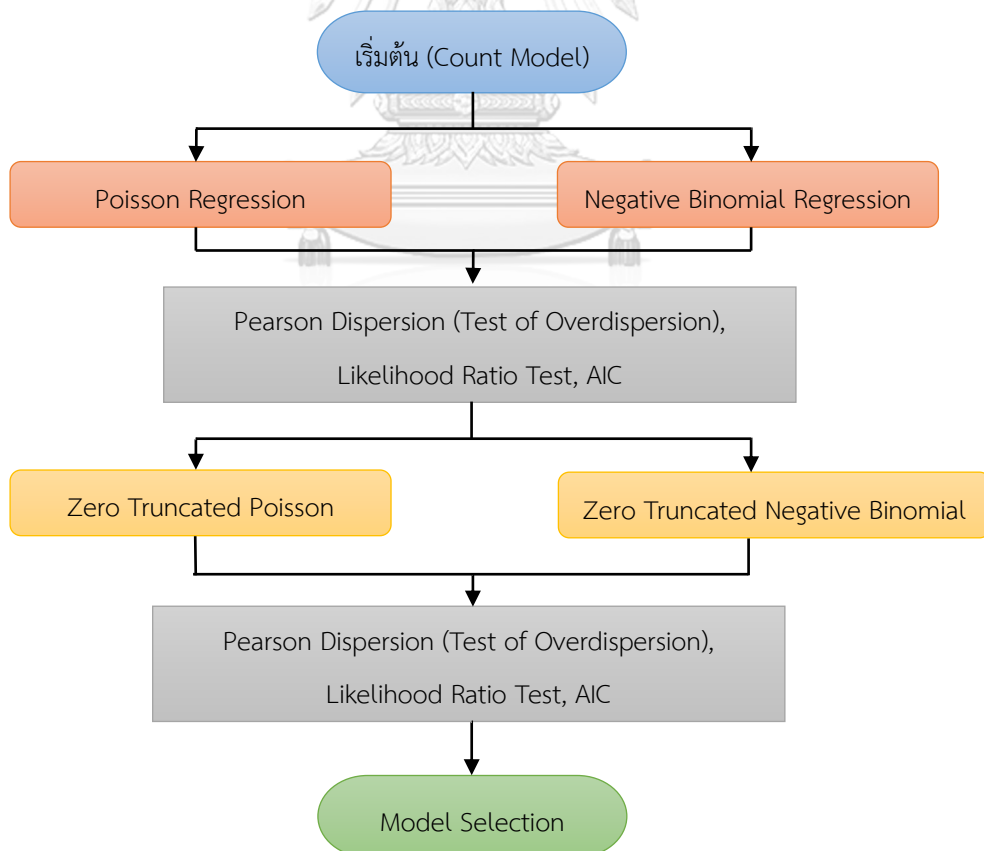 เริ่มต้น (Count Model)
Poisson Regression
Negative Binomial Regression
Pearson Dispersion (Test of Overdispersion),
Likelihood Ratio Test, AIC
Zero Truncated Poisson
Zero Truncated Negative Binomial
Pearson Dispersion (Test of Overdispersion),
Likelihood Ratio Test, AIC
Model Selection